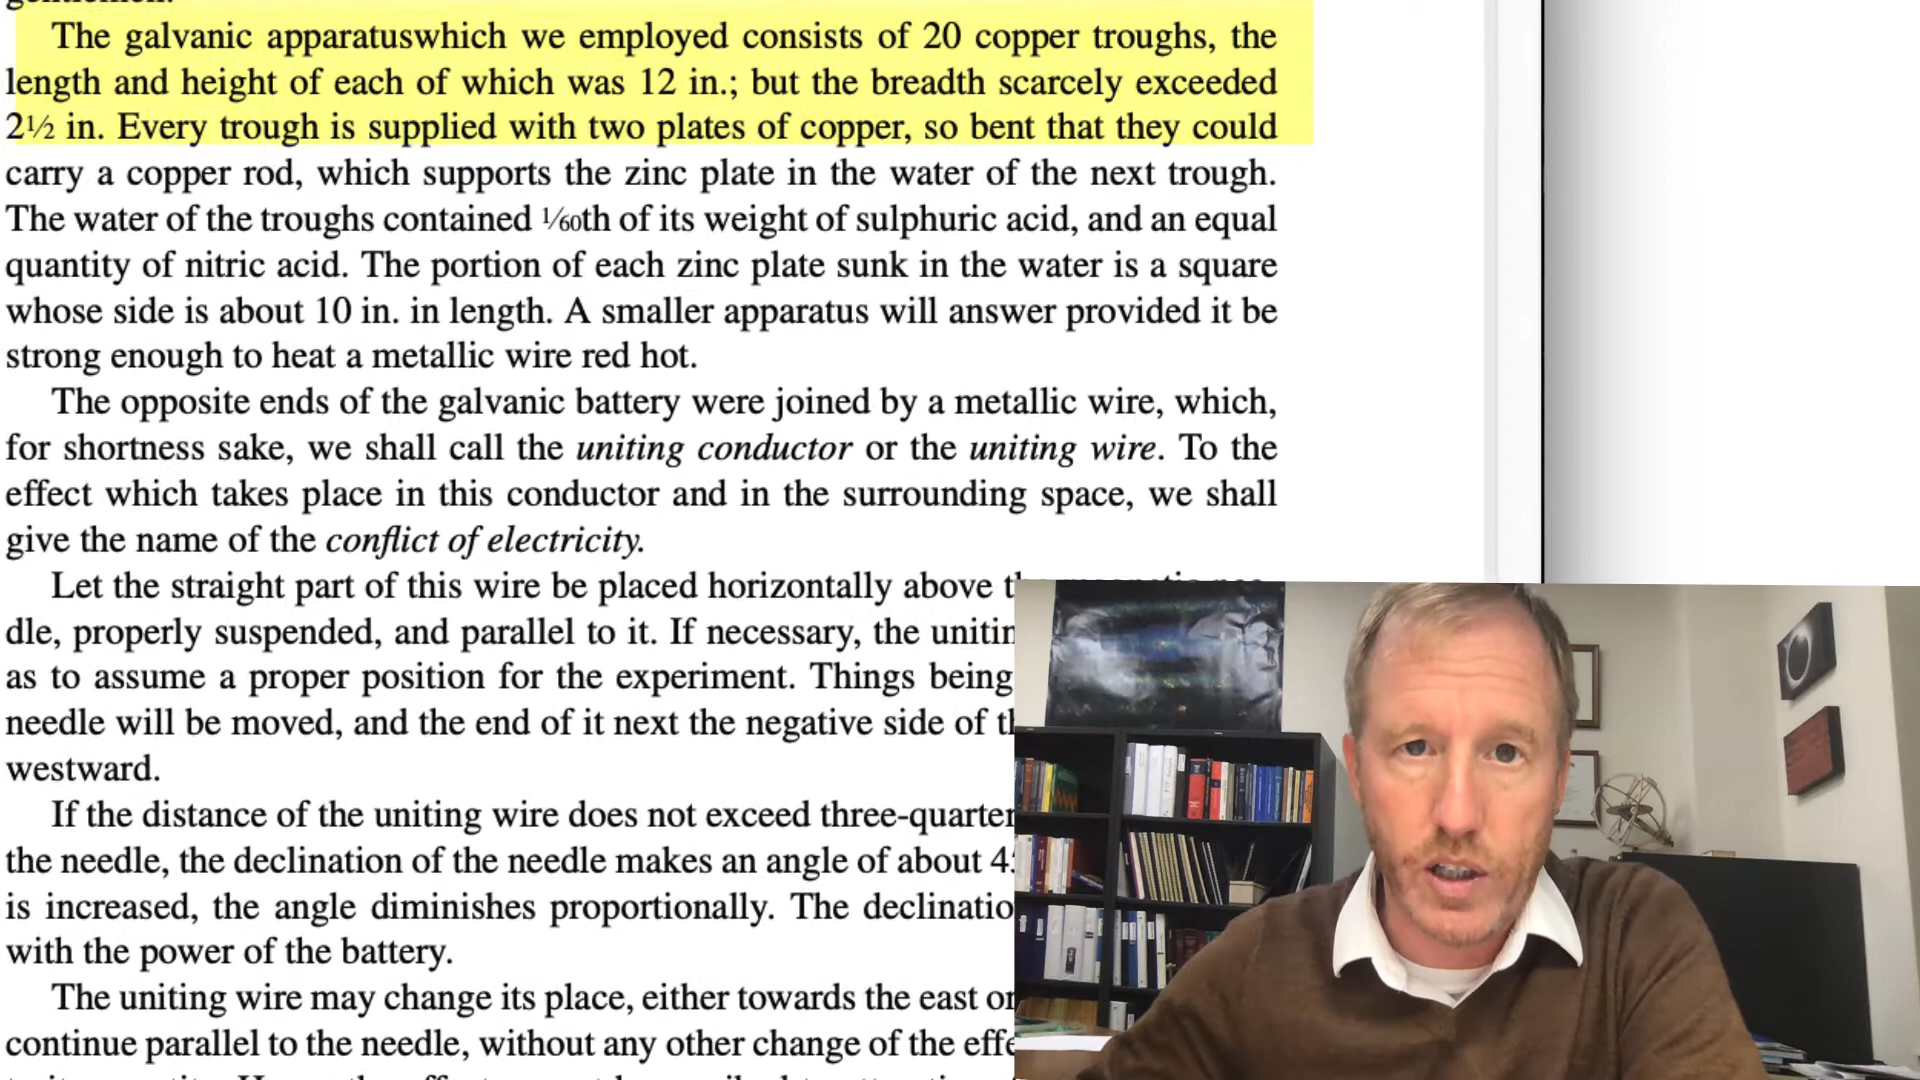 The galvanic apparatuswhich we employed consists of 20 copper troughs, the
length and height of each of which was 12 in.; but the breadth scarcely exceeded
2½ in. Every trough is supplied with two plates of copper, so bent that they could
carry a copper rod, which supports the zinc plate in the water of the next trough.
The water of the troughs contained 1⁄60th of its weight of sulphuric acid, and an equal
quantity of nitric acid. The portion of each zinc plate sunk in the water is a square
whose side is about 10 in. in length. A smaller apparatus will answer provided it be
strong enough to heat a metallic wire red hot.
The opposite ends of the galvanic battery were joined by a metallic wire, which,
for shortness sake, we shall call the uniting conductor or the uniting wire. To the
effect which takes place in this conductor and in the surrounding space, we shall
give the name of the conflict of electricity.
Let the straight part of this wire be placed horizontally above
dle, properly suspended, and parallel to it. If necessary, the
as to assume a proper position for the experiment. Things being
needle will be moved, and the end of it next the negative side of
westward.
If the distance of the uniting wire does not exceed
the needle, the declination of the needle makes an angle of about
is increased, the angle diminishes proportionally. The
with the power of the battery.
The uniting wire may change its place, either towards the east or
continue parallel to the needle, without any other change of the